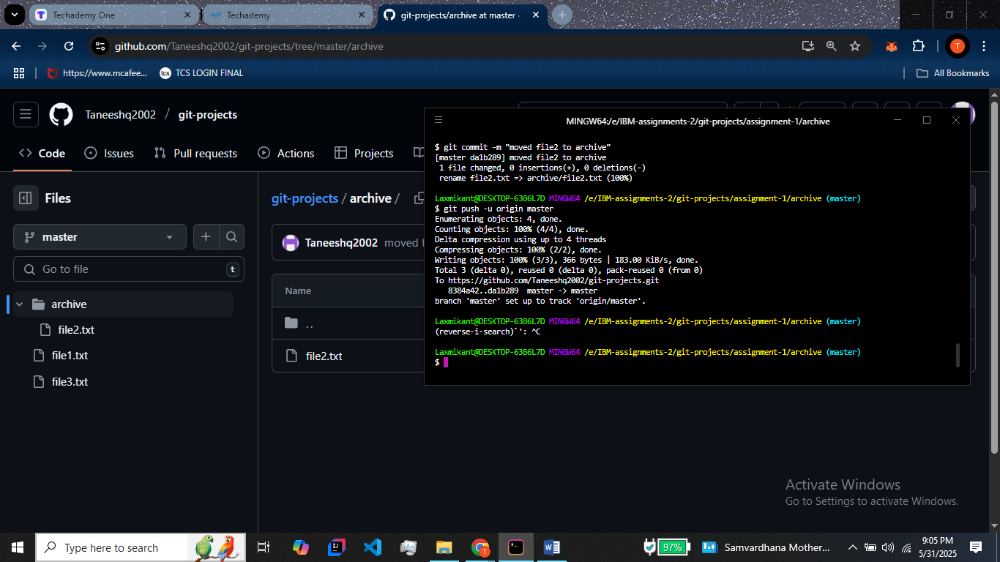 Techademy One
Techademy
git-projects/archive at master ·
github.com/Taneeshq2002/git-projects/tree/master/archive
https://www.mcafee...
TCS LOGIN FINAL
All Bookmarks
Taneeshq2002 / git-projects
Code
Issues
Pull requests
Actions
Projects
Files
master
Go to file
t
archive
file2.txt
file1.txt
file3.txt
git-projects / archive /
Taneeshq2002 moved
Name
..
file2.txt
MINGW64:/e/IBM-assignments-2/git-projects/assignment-1/archive
$ git commit -m "moved file2 to archive"
[master da1b289] moved file2 to archive
1 file changed, 0 insertions(+), 0 deletions(-)
rename file2.txt => archive/file2.txt (100%)
Laxmikant@DESKTOP-63B6L7D MINGW64 /e/IBM-assignments-2/git-projects/assignment-1/archive (master)
$ git push -u origin master
Enumerating objects: 4, done.
Counting objects: 100% (4/4), done.
Delta compression using up to 4 threads
Compressing objects: 100% (2/2), done.
Writing objects: 100% (3/3), 366 bytes | 183.00 KiB/s, done.
Total 3 (delta 0), reused 0 (delta 0), pack-reused 0 (from 0)
To https://github.com/Taneeshq2002/git-projects.git
8384a42..da1b289 master -> master
branch 'master' set up to track 'origin/master'.
Laxmikant@DESKTOP-63B6L7D MINGW64 /e/IBM-assignments-2/git-projects/assignment-1/archive (master)
(reverse-i-search)`': ^C
Laxmikant@DESKTOP-63B6L7D MINGW64 /e/IBM-assignments-2/git-projects/assignment-1/archive (master)
$
Activate Windows
Go to Settings to activate Windows.
Type here to search
97%
Samvardhana Mother...
9:05 PM
5/31/2025